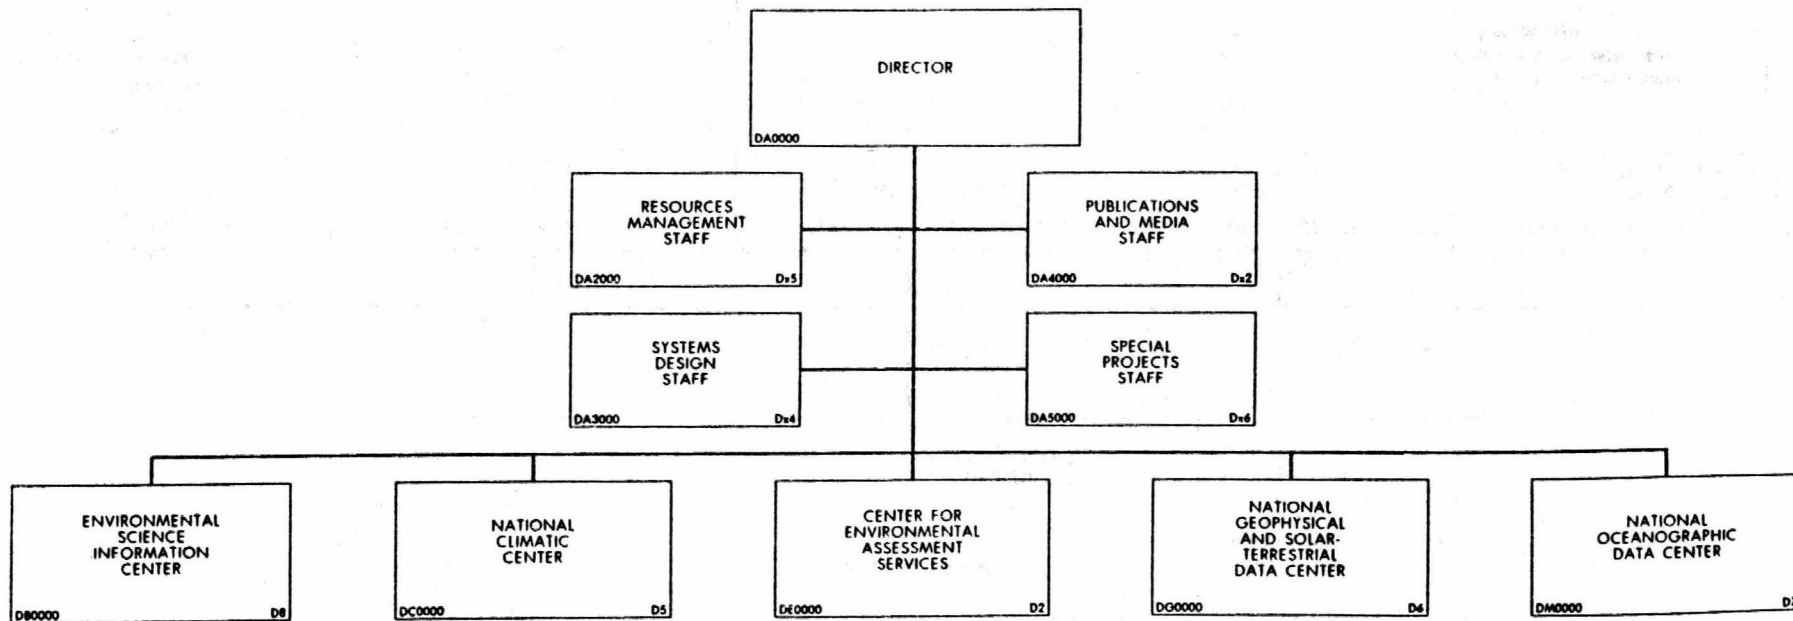 DIRECTOR
DA0000
RESOURCES
MANAGEMENT
STAFF
DA2000 Dx5
PUBLICATIONS
AND MEDIA
STAFF
DA4000 Dx2
SYSTEMS
DESIGN
STAFF
DA3000 Dx4
SPECIAL
PROJECTS
STAFF
DA5000 Dx6
ENVIRONMENTAL
SCIENCE
INFORMATION
CENTER
DB0000 D8
NATIONAL
CLIMATIC
CENTER
DC0000 D5
CENTER FOR
ENVIRONMENTAL
ASSESSMENT
SERVICES
DE0000 D2
NATIONAL
GEOPHYSICAL
AND SOLAR-
TERRESTRIAL
DATA CENTER
DG0000 D6
NATIONAL
OCEANOGRAPHIC
DATA CENTER
DM0000